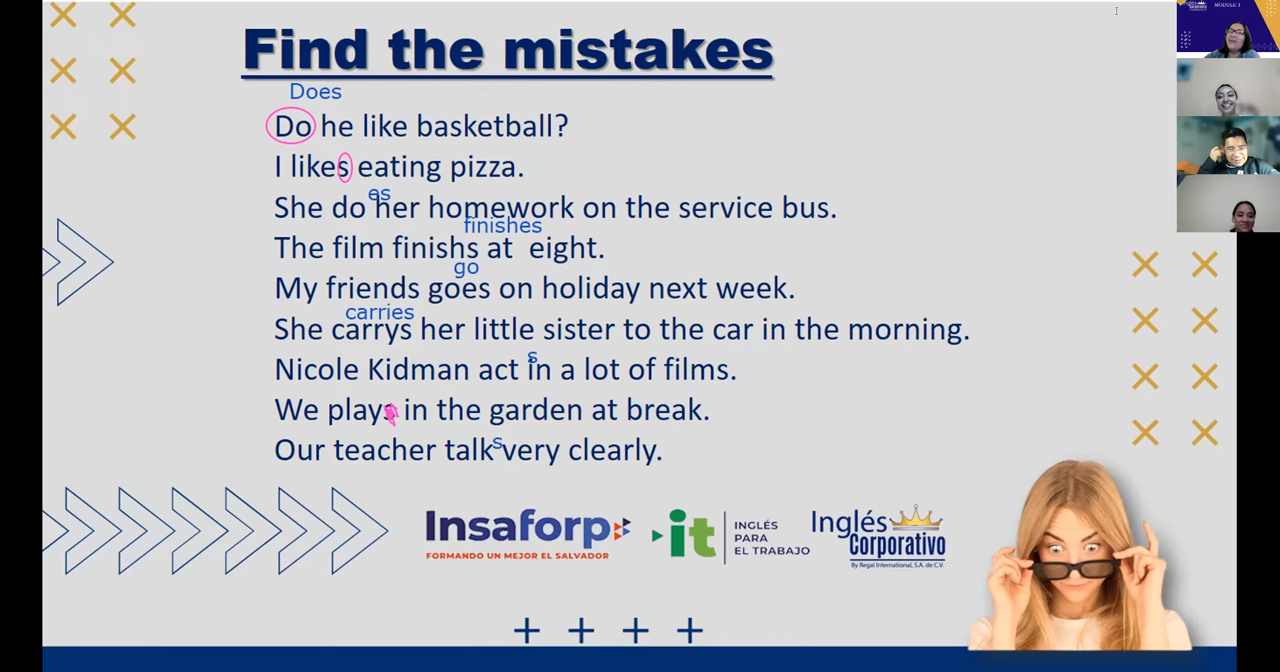 MODULE 1
Find the mistakes
Does
Do he like basketball?
I likes eating pizza.
es
She do her homework on the service bus.
finishes
The film finishs at eight.
go
My friends goes on holiday next week.
carries
She carrys her little sister to the car in the morning.
s
Nicole Kidman act in a lot of films.
We plays in the garden at break.
s
Our teacher talk very clearly.
Insaforp
FORMANDO UN MEJOR EL SALVADOR
it
INGLÉS
PARA
EL TRABAJO
Inglés
Corporativo
By Regal International, S.A. de C.V.